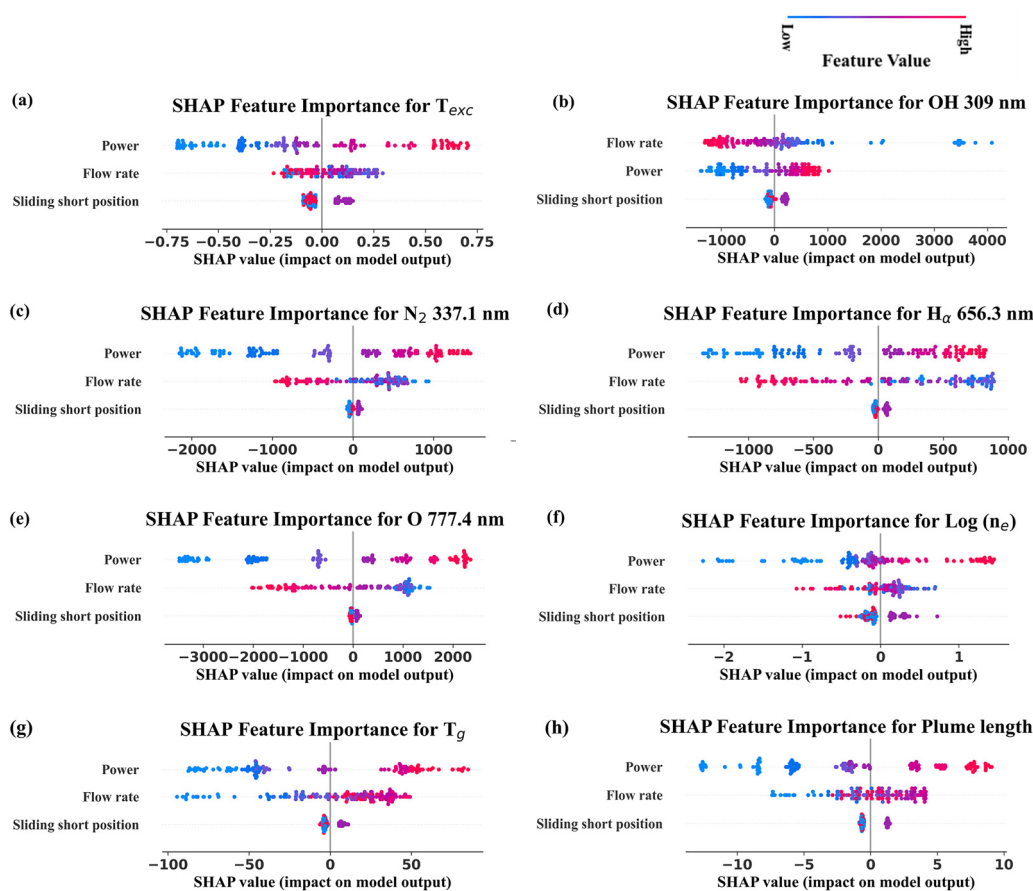 Low
High
Feature Value
(a)
SHAP Feature Importance for Texc
Power
Flow rate
Sliding short position
−0.75 −0.50 −0.25 0.00 0.25 0.50 0.75
SHAP value (impact on model output)
(b)
SHAP Feature Importance for OH 309 nm
Flow rate
Power
Sliding short position
−1000 0 1000 2000 3000 4000
SHAP value (impact on model output)
(c)
SHAP Feature Importance for N2 337.1 nm
Power
Flow rate
Sliding short position
−2000 −1000 0 1000
SHAP value (impact on model output)
(d)
SHAP Feature Importance for Hα 656.3 nm
Power
Flow rate
Sliding short position
−1000 −500 0 500 1000
SHAP value (impact on model output)
(e)
SHAP Feature Importance for O 777.4 nm
Power
Flow rate
Sliding short position
−3000 −2000 −1000 0 1000 2000
SHAP value (impact on model output)
(f)
SHAP Feature Importance for Log (ne)
Power
Flow rate
Sliding short position
−2 −1 0 1
SHAP value (impact on model output)
(g)
SHAP Feature Importance for Tg
Power
Flow rate
Sliding short position
−100 −50 0 50
SHAP value (impact on model output)
(h)
SHAP Feature Importance for Plume length
Power
Flow rate
Sliding short position
−10 −5 0 5 10
SHAP value (impact on model output)